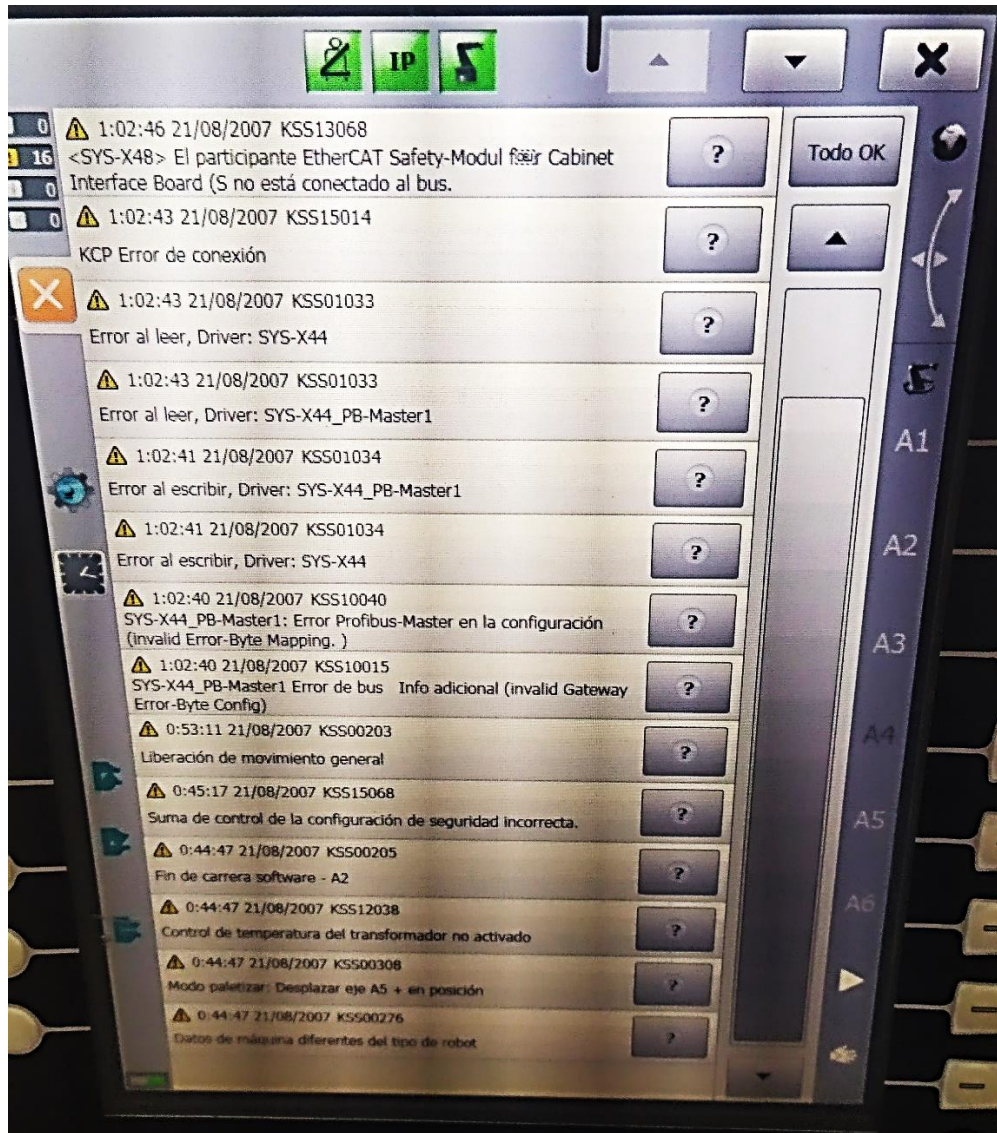 IP
Todo OK
0
16
0
0
1:02:46 21/08/2007 KSS13068
<SYS-X48> El participante EtherCAT Safety-Modul Cabinet
Interface Board (S no está conectado al bus.
?
1:02:43 21/08/2007 KSS15014
KCP Error de conexión
?
1:02:43 21/08/2007 KSS01033
Error al leer, Driver: SYS-X44
?
1:02:43 21/08/2007 KSS01033
Error al leer, Driver: SYS-X44_PB-Master1
?
1:02:41 21/08/2007 KSS01034
Error al escribir, Driver: SYS-X44_PB-Master1
?
1:02:41 21/08/2007 KSS01034
Error al escribir, Driver: SYS-X44
?
1:02:40 21/08/2007 KSS10040
SYS-X44_PB-Master1: Error Profibus-Master en la configuración
(invalid Error-Byte Mapping. )
?
1:02:40 21/08/2007 KSS10015
SYS-X44_PB-Master1 Error de bus Info adicional (invalid Gateway
Error-Byte Config)
?
0:53:11 21/08/2007 KSS00203
Liberación de movimiento general
?
0:45:17 21/08/2007 KSS15068
Suma de control de la configuración de seguridad incorrecta.
?
0:44:47 21/08/2007 KSS00205
Fin de carrera software - A2
?
0:44:47 21/08/2007 KSS12038
Control de temperatura del transformador no activado
?
0:44:47 21/08/2007 KSS00308
Modo paletizar: Desplazar eje A5 + en posición
?
0:44:47 21/08/2007 KSS00276
Datos de máquina diferentes del tipo de robot
?
A1
A2
A3
A4
A5
A6